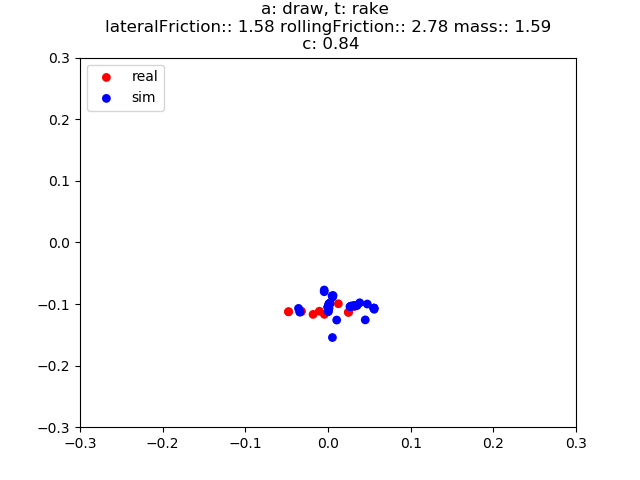 a: draw, t: rake
lateralFriction:: 1.58 rollingFriction:: 2.78 mass:: 1.59
c: 0.84
real
sim
0.3
0.2
0.1
0.0
−0.1
−0.2
−0.3
−0.3 −0.2 −0.1 0.0 0.1 0.2 0.3